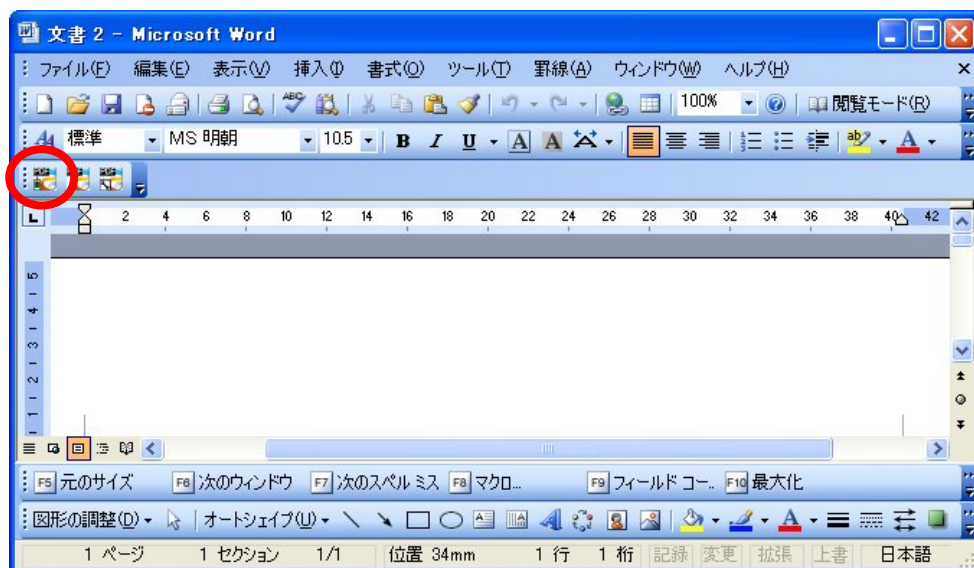 文書 2 - Microsoft Word
ファイル(F) 編集(E) 表示(V) 挿入(I) 書式(O) ツール(T) 罫線(A) ウィンドウ(W) ヘルプ(H)
ABC 100% 閲覧モード(R)
標準 MS 明朝 10.5 B I U A A ab A
L 2 4 6 8 10 12 14 16 18 20 22 24 26 28 30 32 34 36 38 40 42
5
4
3
2
1
F5 元のサイズ F6 次のウィンドウ F7 次のスペル ミス F8 マクロ... F9 フィールド コー.. F10 最大化
図形の調整(D) オートシェイプ(U) A A A
1 ページ 1 セクション 1/1 位置 34mm 1 行 1 桁 記録 変更 拡張 上書 日本語